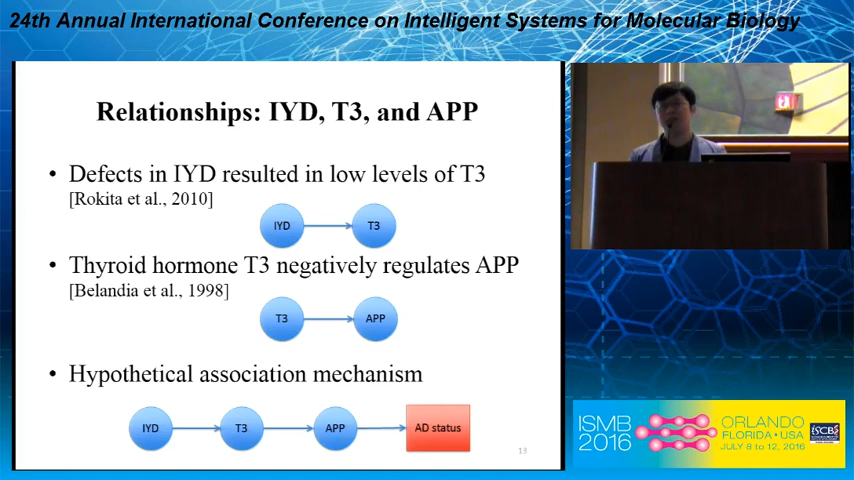 24th Annual International Conference on Intelligent Systems for Molecular Biology
Relationships: IYD, T3, and APP
• Defects in IYD resulted in low levels of T3
[Rokita et al., 2010]
IYD
T3
• Thyroid hormone T3 negatively regulates APP
[Belandia et al., 1998]
T3
APP
• Hypothetical association mechanism
IYD
T3
APP
AD status
13
ISMB
2016
ORLANDO
FLORIDA • USA
JULY 8 to 12, 2016
ISCB